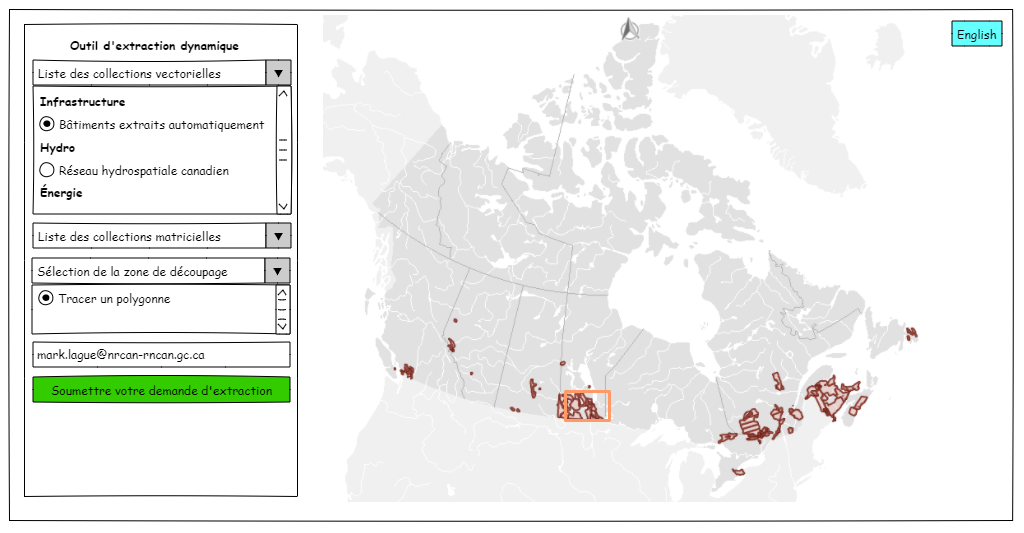 Outil d'extraction dynamique
Liste des collections vectorielles
Infrastructure
Bâtiments extraits automatiquement
Hydro
Réseau hydrospatiale canadien
Énergie
Liste des collections matricielles
Sélection de la zone de découpage
Tracer un polygonne
mark.lague@nrcan-rncan.gc.ca
Soumettre votre demande d'extraction
English